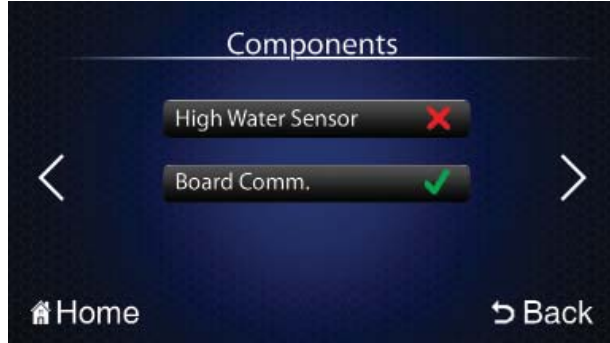 Components
High Water Sensor
Board Comm.
Home
Back